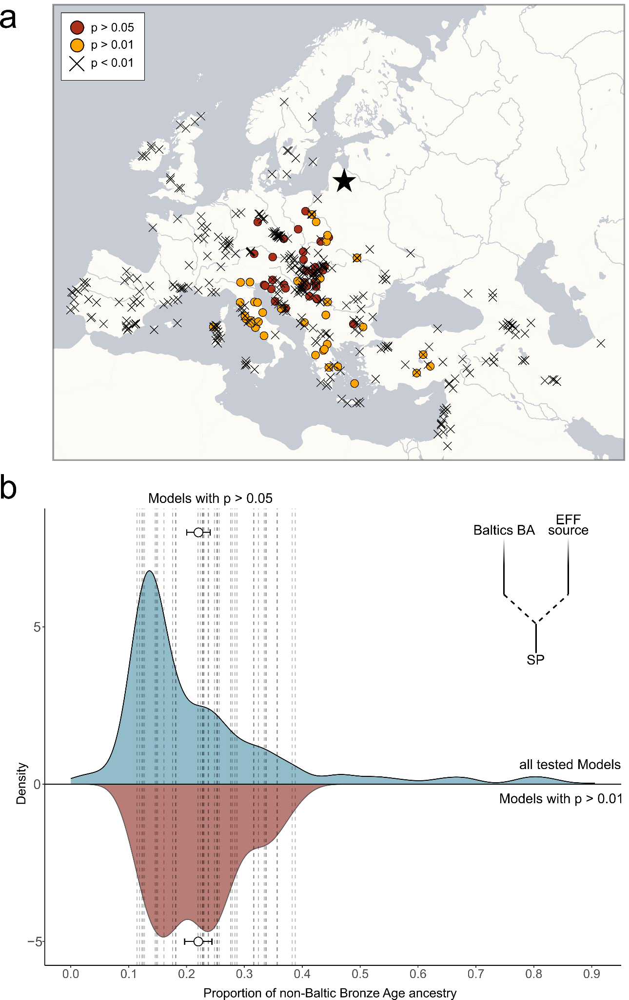 a
p > 0.05
p > 0.01
p < 0.01
b
Models with p > 0.05
EFF
Baltics BA source
SP
5
all tested Models
0
Models with p > 0.01
Density
−5
0.0 0.1 0.2 0.3 0.4 0.5 0.6 0.7 0.8 0.9
Proportion of non-Baltic Bronze Age ancestry